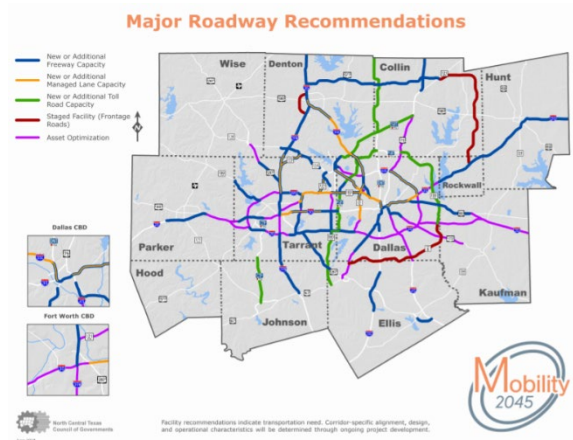 Major Roadway Recommendations
New or Additional
Freeway Capacity
New or Additional
Managed Lane Capacity
New or Additional Toll
Road Capacity
Staged Facility (Frontage
Roads)
Asset Optimization
Wise
Denton
Collin
Hunt
Rockwall
Parker
Tarrant
Dallas
Hood
Johnson
Ellis
Kaufman
Dallas CBD
Fort Worth CBD
North Central Texas
Council of Governments
Facility recommendations indicate transportation need. Corridor-specific alignment, design,
and operational characteristics will be determined through ongoing project development.
Mobility
2045